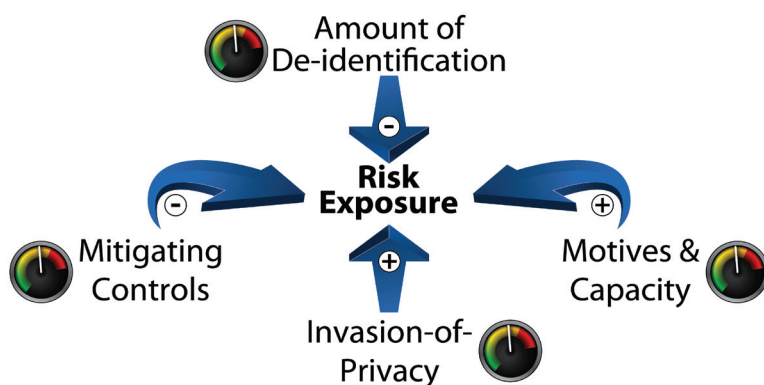 Amount of
De-identification
-
Risk
Exposure
-
+
Mitigating
Controls
Motives &
Capacity
+
Invasion-of-
Privacy